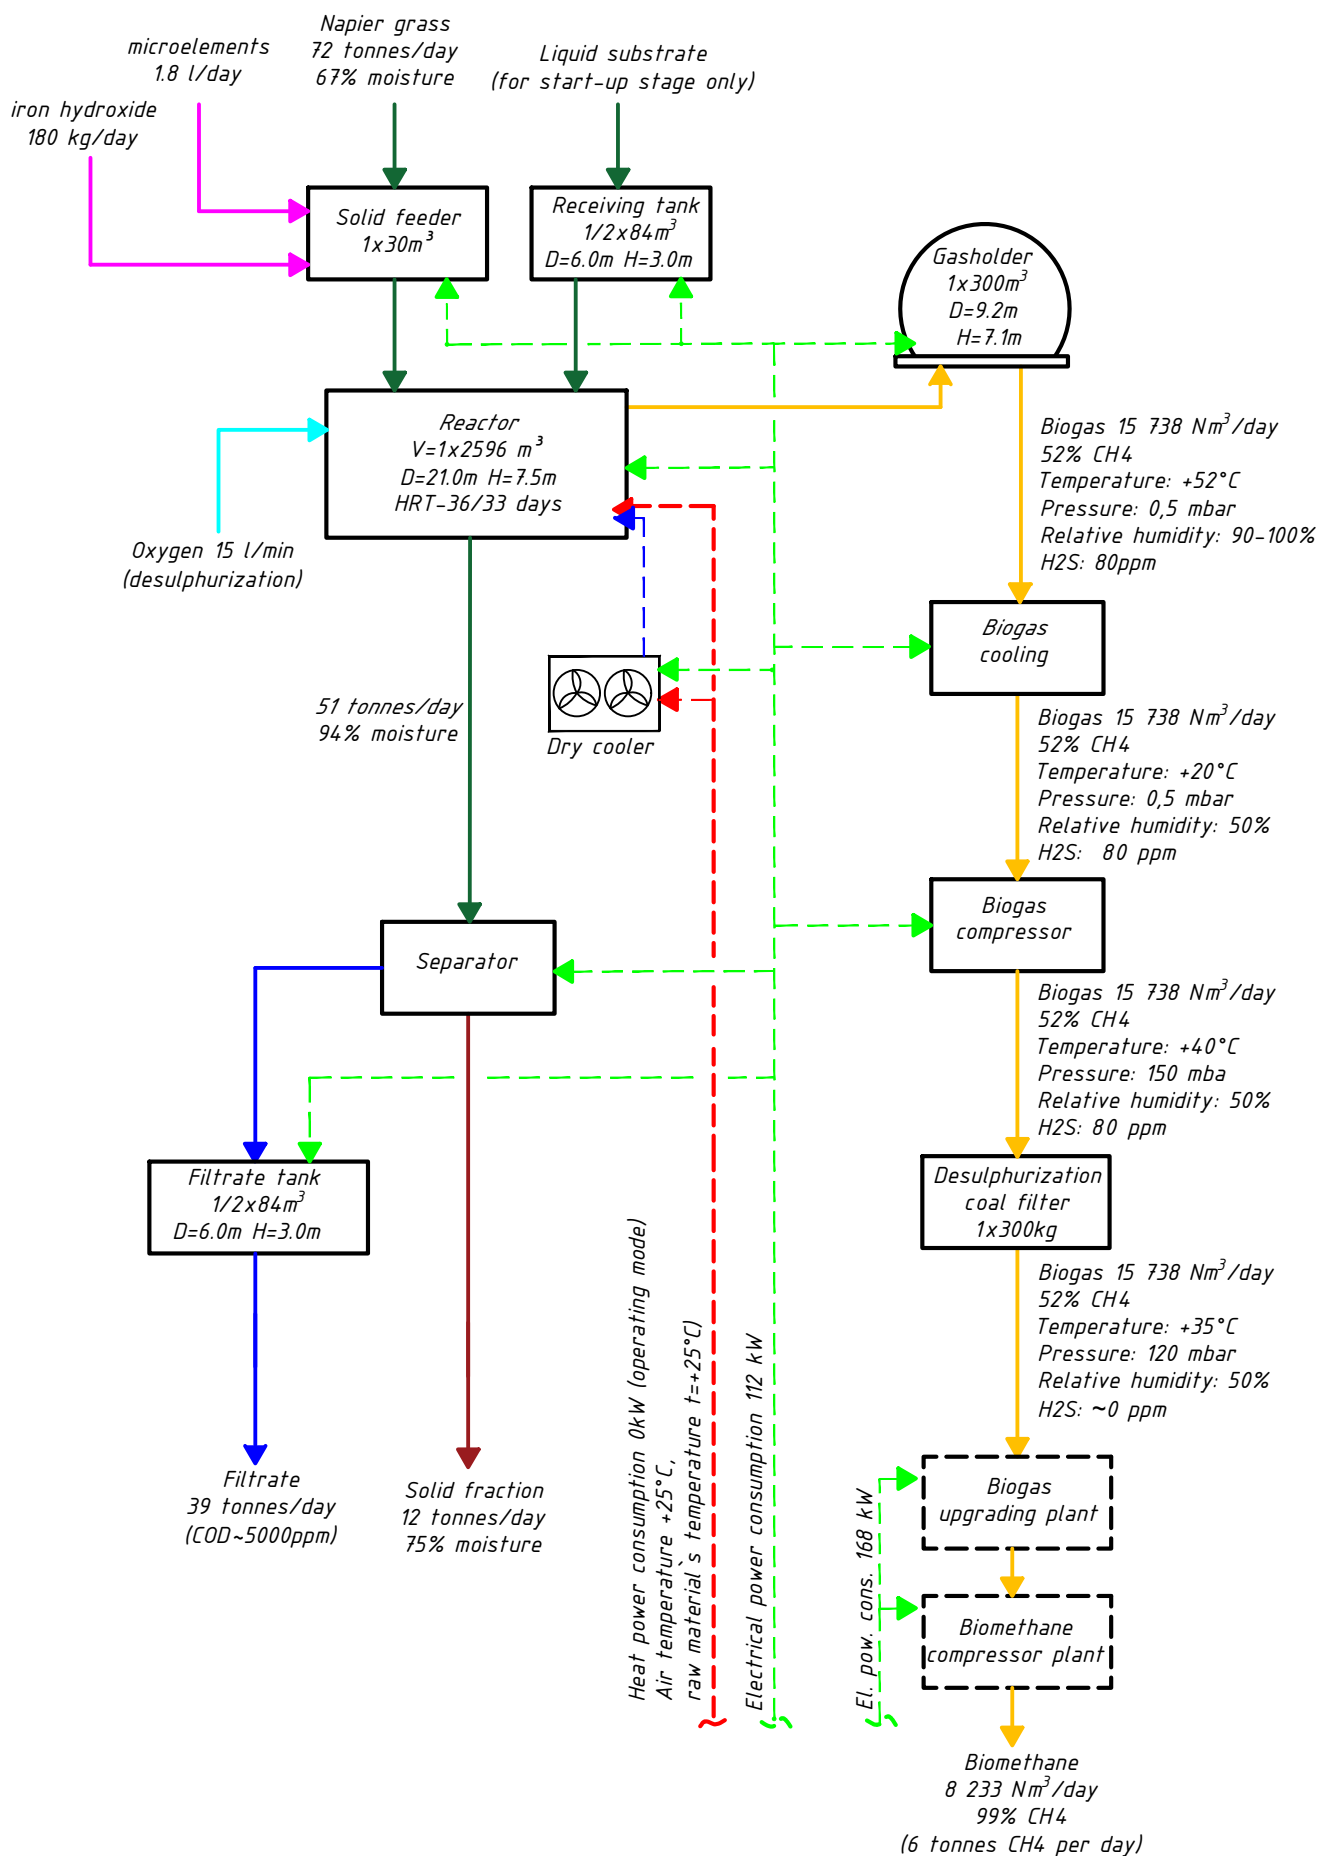 Napier grass
72 tonnes/day
67% moisture
microelements
1.8 l/day
Liquid substrate
(for start-up stage only)
iron hydroxide
180 kg/day
Solid feeder
1x30m³
Receiving tank
1/2x84m³
D=6.0m H=3.0m
Gasholder
1x300m³
D=9.2m
H=7.1m
Reactor
V=1x2596 m³
D=21.0m H=7.5m
HRT-36/33 days
Oxygen 15 l/min
(desulphurization)
Biogas 15 738 Nm³/day
52% CH4
Temperature: +52°C
Pressure: 0,5 mbar
Relative humidity: 90-100%
H2S: 80ppm
Biogas
cooling
51 tonnes/day
94% moisture
Dry cooler
Biogas 15 738 Nm³/day
52% CH4
Temperature: +20°C
Pressure: 0,5 mbar
Relative humidity: 50%
H2S: 80 ppm
Biogas
compressor
Separator
Biogas 15 738 Nm³/day
52% CH4
Temperature: +40°C
Pressure: 150 mba
Relative humidity: 50%
H2S: 80 ppm
Filtrate tank
1/2x84m³
D=6.0m H=3.0m
Desulphurization
coal filter
1x300kg
Biogas 15 738 Nm³/day
52% CH4
Temperature: +35°C
Pressure: 120 mbar
Relative humidity: 50%
H2S: ~0 ppm
Heat power consumption 0kW (operating mode)
Air temperature +25°C,
raw material`s temperature t=+25°C)
Electrical power consumption 112 kW
El. pow. cons. 168 kW
Filtrate
39 tonnes/day
(COD~5000ppm)
Solid fraction
12 tonnes/day
75% moisture
Biogas
upgrading plant
Biomethane
compressor plant
Biomethane
8 233 Nm³/day
99% CH4
(6 tonnes CH4 per day)